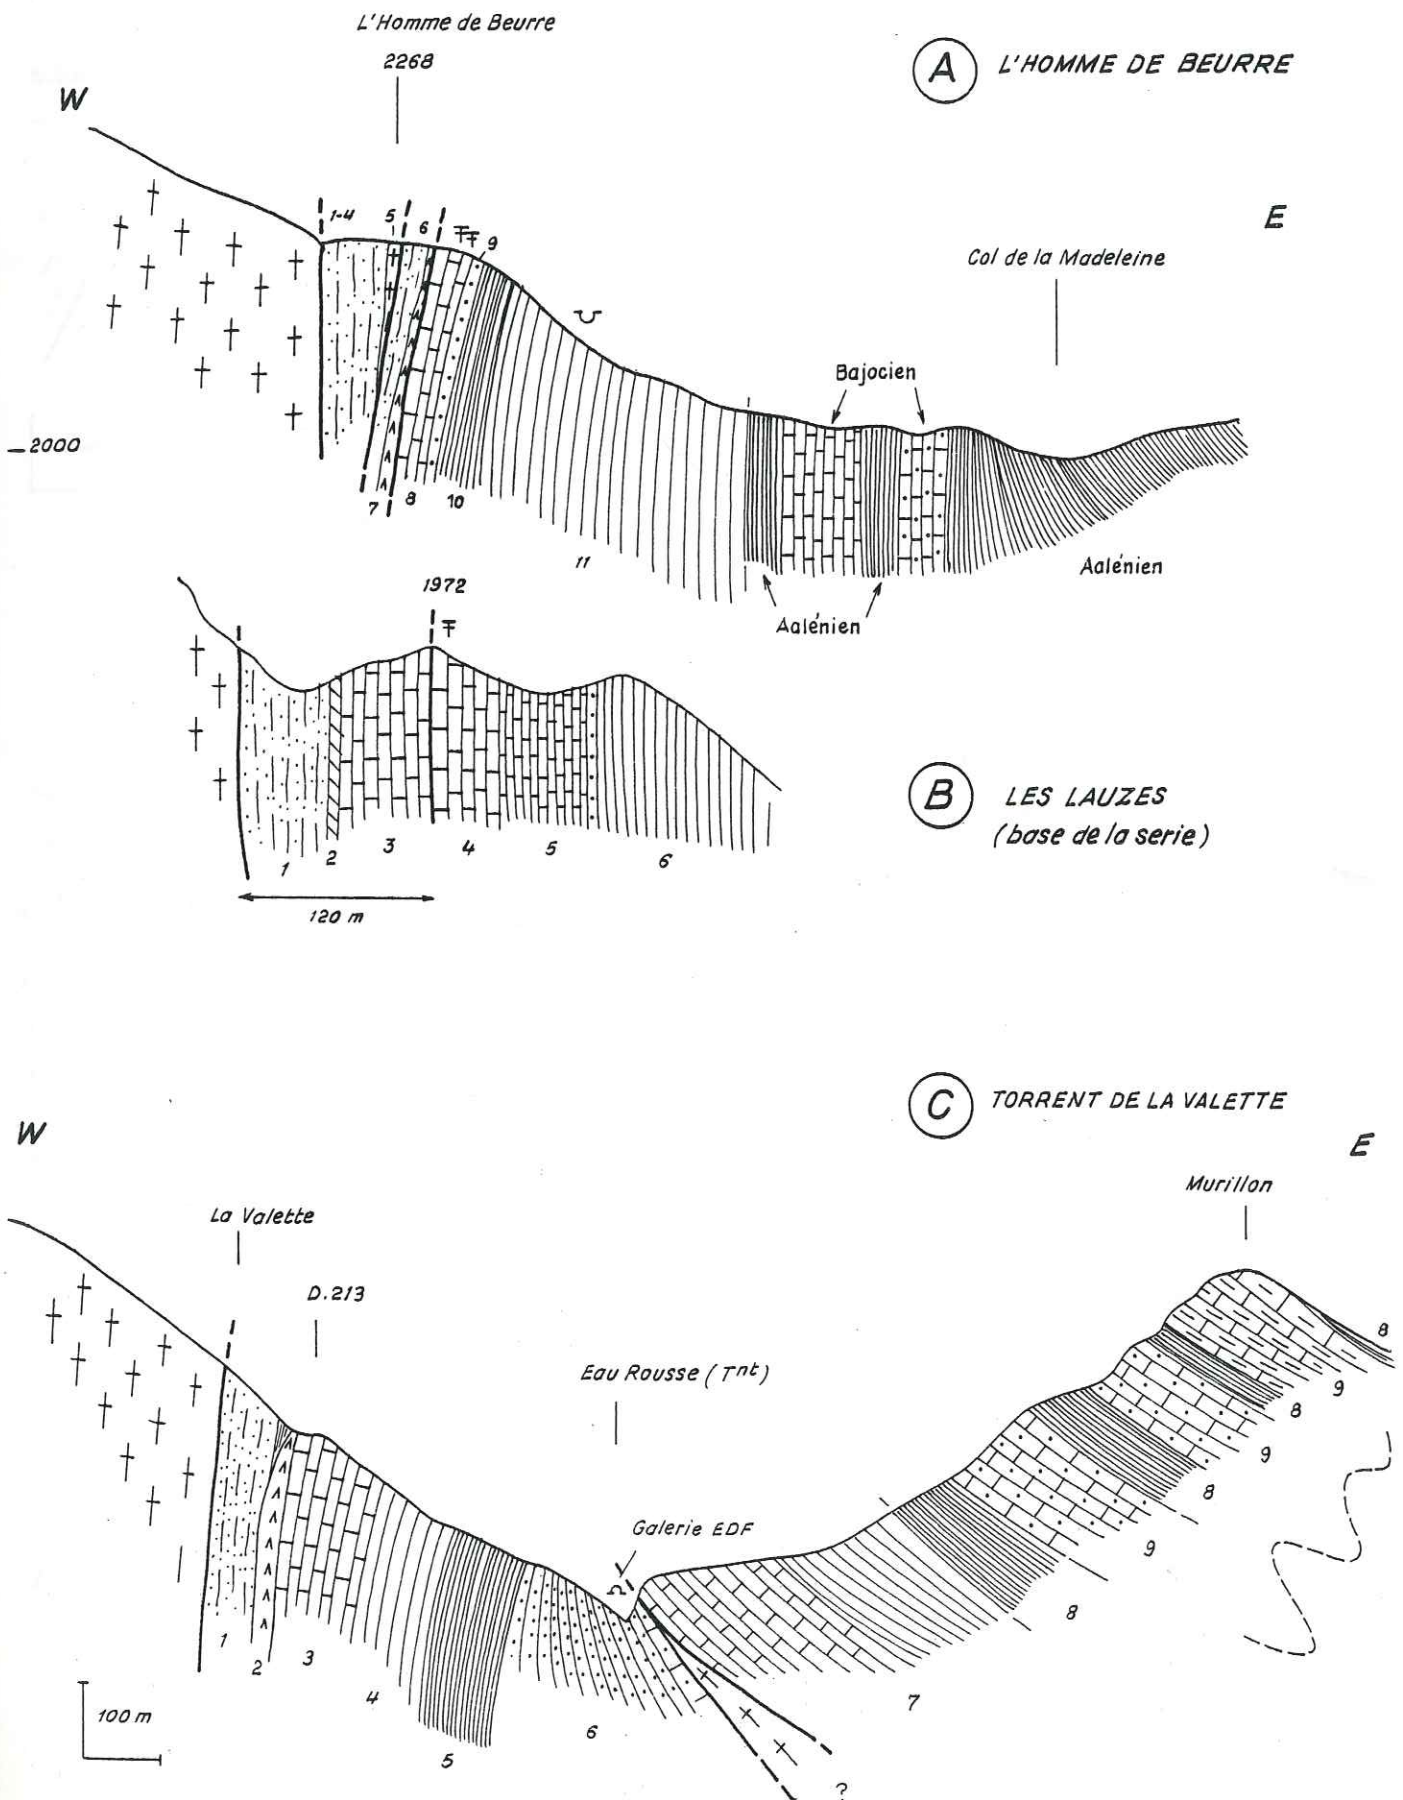 L'Homme de Beurre
2268
A L'HOMME DE BEURRE
W
E
1-4 5 6 9
Col de la Madeleine
Bajocien
2000
7 8 10
11
Aalénien
Aalénien
1972
B LES LAUZES
(base de la serie)
1 2 3 4 5 6
120 m
C TORRENT DE LA VALETTE
W
E
Murillon
La Valette
D.213
Eau Rousse (Tnt)
Galerie EDF
8
9
8
9
8
9
8
7
1 2 3 4 5 6
100 m
?